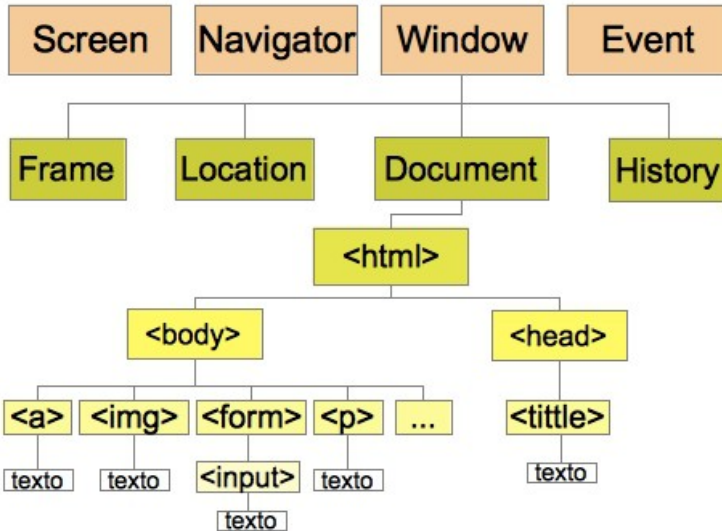 Screen Navigator Window Event
Frame Location Document History
<html>
<body> <head>
<a> <img> <form> <p> ... <tittle>
texto texto <input> texto texto
texto